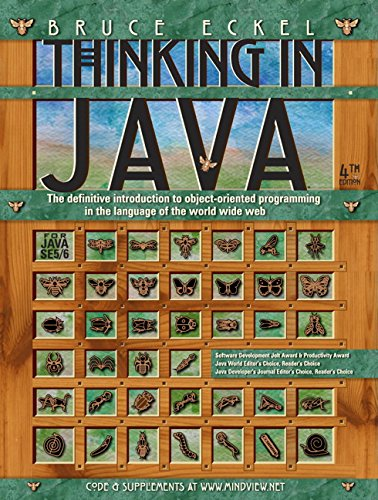 BRUCE ECKEL
THINKING IN
JAVA
4TH
EDITION
The definitive introduction to object-oriented programming
in the language of the world wide web
FOR
JAVA
SE5/6
Software Development Jolt Award & Productivity Award
Java World Editor's Choice, Reader's Choice
Java Developer's Journal Editor's Choice, Reader's Choice
CODE & SUPPLEMENTS AT WWW.MINDVIEW.NET